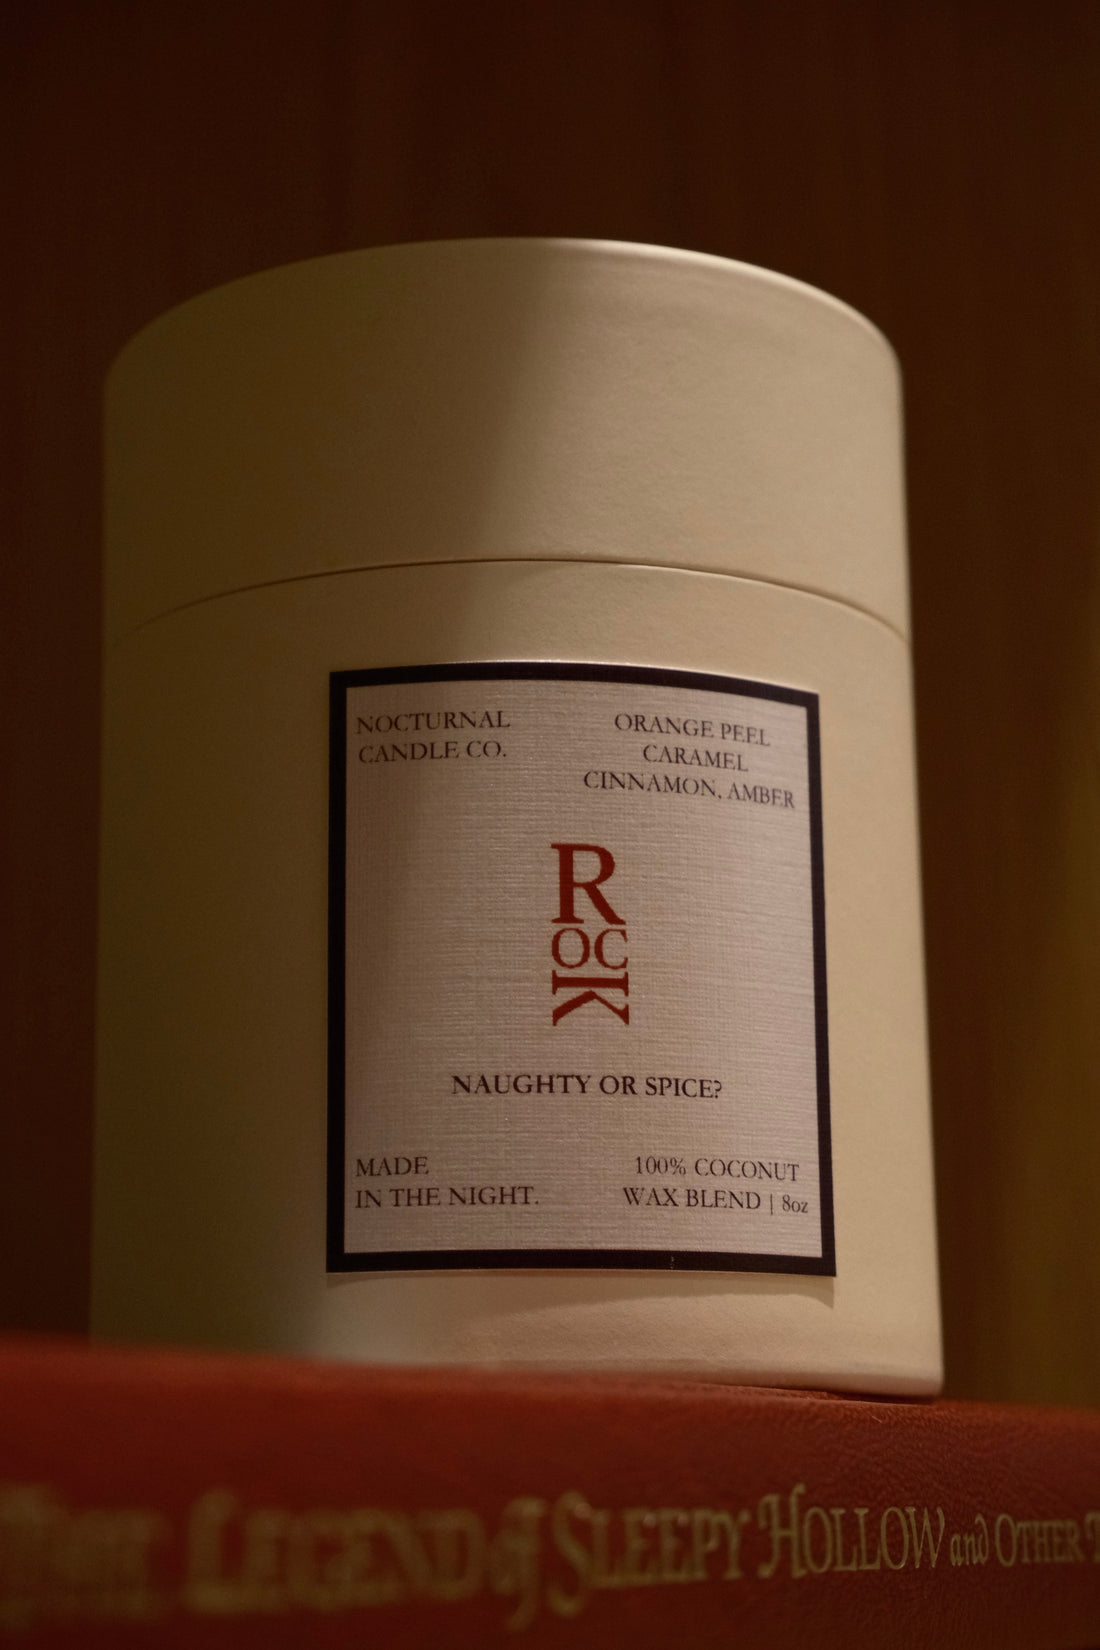 NOCTURNAL
CANDLE CO.
ORANGE PEEL
CARAMEL
CINNAMON, AMBER
R
OC
K
NAUGHTY OR SPICE?
MADE
IN THE NIGHT.
100% COCONUT
WAX BLEND | 8oz
THE LEGEND of SLEEPY HOLLOW and OTHER